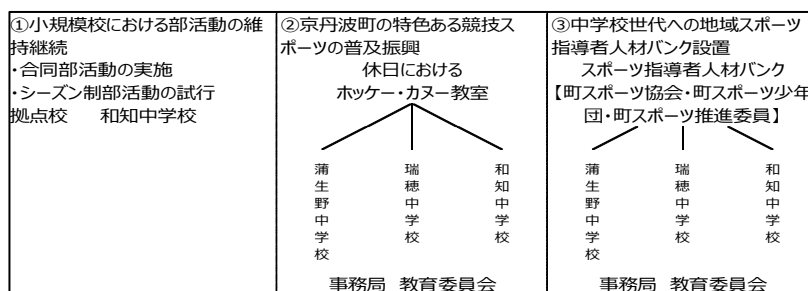 ①小規模校における部活動の維
持継続
・合同部活動の実施
・シーズン制部活動の試行
拠点校　　和知中学校
②京丹波町の特色ある競技ス
ポーツの普及振興
休日における
ホッケー・カヌー教室
蒲生野中学校
瑞穂中学校
和知中学校
事務局　教育委員会
③中学校世代への地域スポーツ
指導者人材バンク設置
スポーツ指導者人材バンク
【町スポーツ協会・町スポーツ少年
団・町スポーツ推進委員】
蒲生野中学校
瑞穂中学校
和知中学校
事務局　教育委員会